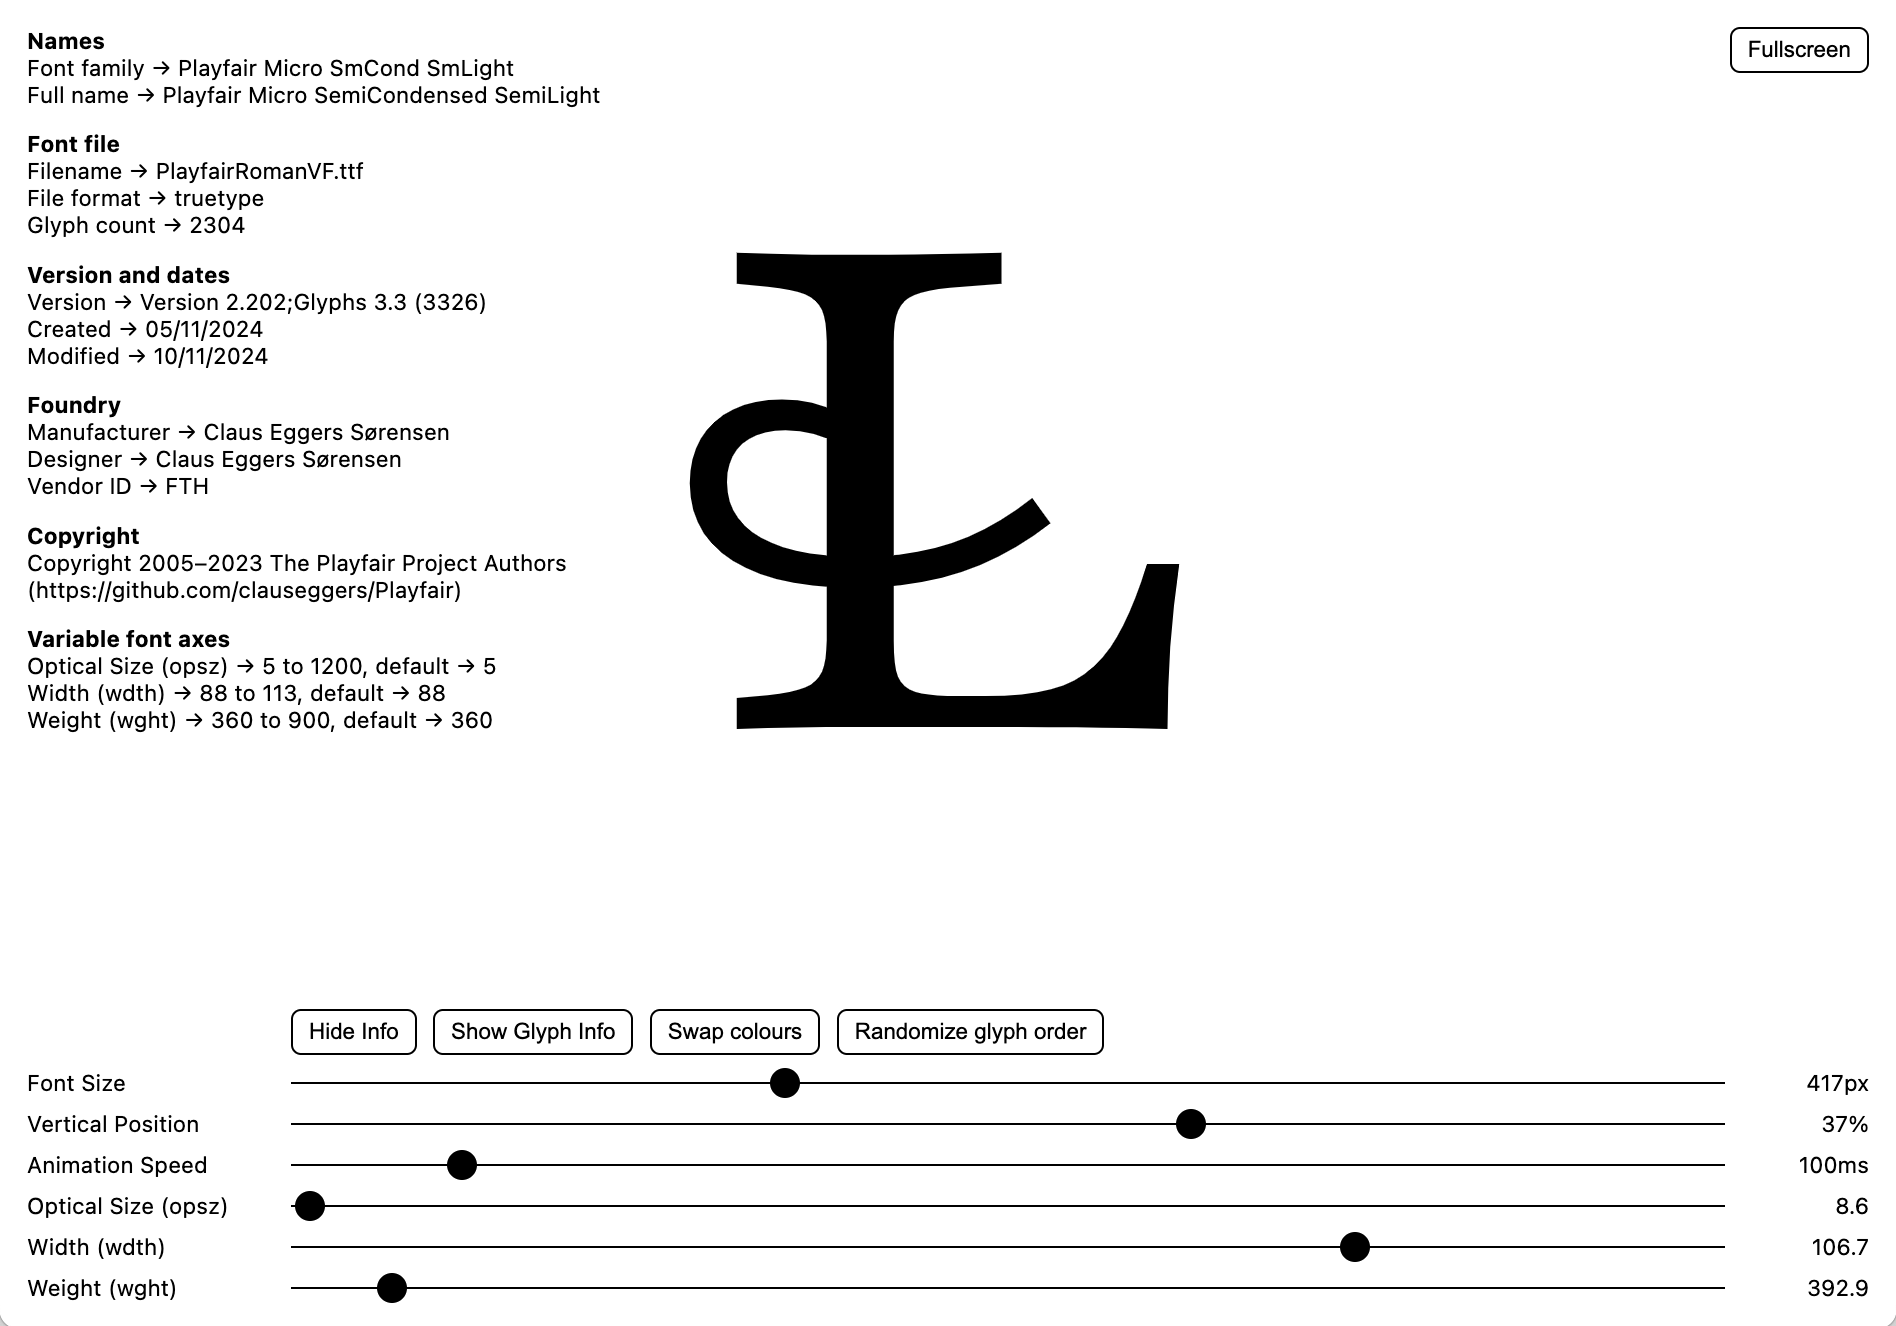 Names
Font family → Playfair Micro SmCond SmLight
Full name → Playfair Micro SemiCondensed SemiLight
Fullscreen
Font file
Filename → PlayfairRomanVF.ttf
File format → truetype
Glyph count → 2304
Version and dates
Version → Version 2.202;Glyphs 3.3 (3326)
Created → 05/11/2024
Modified → 10/11/2024
Foundry
Manufacturer → Claus Eggers Sørensen
Designer → Claus Eggers Sørensen
Vendor ID → FTH
Copyright
Copyright 2005–2023 The Playfair Project Authors
(https://github.com/clauseggers/Playfair)
Variable font axes
Optical Size (opsz) → 5 to 1200, default → 5
Width (wdth) → 88 to 113, default → 88
Weight (wght) → 360 to 900, default → 360
Ꝉ
Hide Info Show Glyph Info Swap colours Randomize glyph order
Font Size 417px
Vertical Position 37%
Animation Speed 100ms
Optical Size (opsz) 8.6
Width (wdth) 106.7
Weight (wght) 392.9